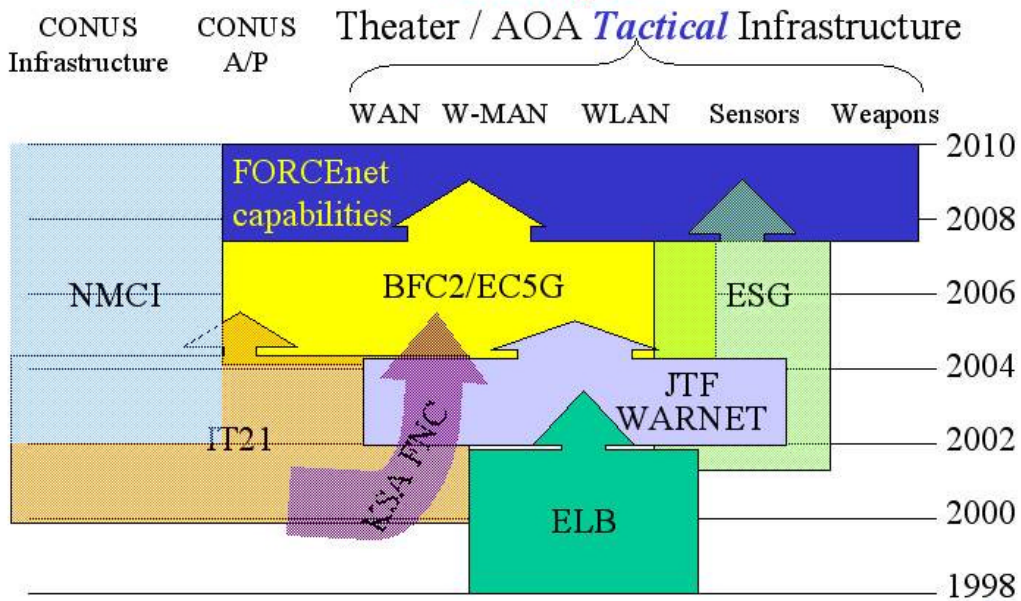 CONUS
Infrastructure
CONUS
A/P
Theater / AOA Tactical Infrastructure
WAN W-MAN WLAN Sensors Weapons
2010
FORCEnet
capabilities
2008
NMCI
BFC2/EC5G
ESG
2006
2004
JTF
WARNET
IT21
KSA FNC
2002
ELB
2000
1998